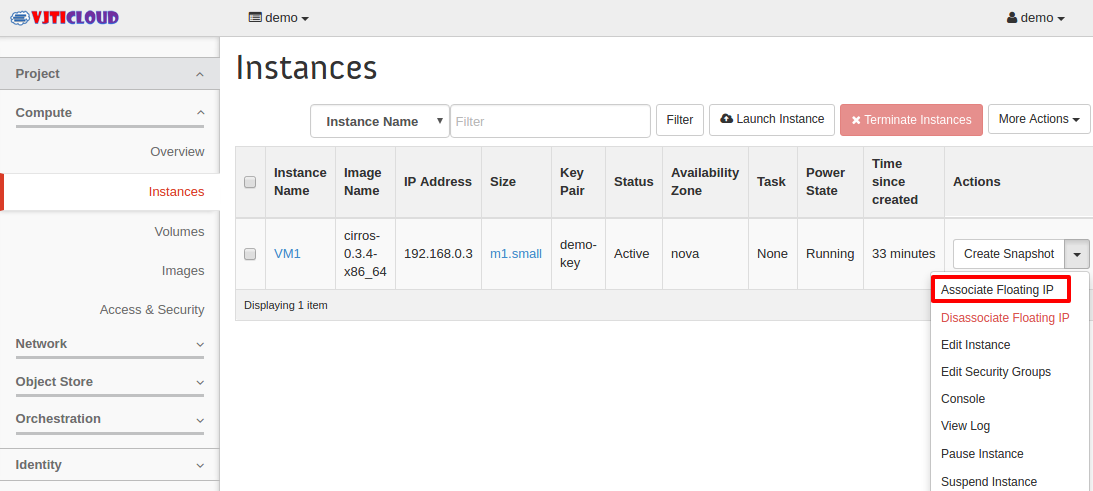 VJTICLOUD
demo
demo
Project
Compute
Overview
Instances
Volumes
Images
Access & Security
Network
Object Store
Orchestration
Identity
Instances
Instance Name
Filter
Filter
Launch Instance
Terminate Instances
More Actions
Instance
Name
Image
Name
IP Address
Size
Key
Pair
Status
Availability
Zone
Task
Power
State
Time
since
created
Actions
VM1
cirros-
0.3.4-
x86_64
192.168.0.3
m1.small
demo-
key
Active
nova
None
Running
33 minutes
Create Snapshot
Displaying 1 item
Associate Floating IP
Disassociate Floating IP
Edit Instance
Edit Security Groups
Console
View Log
Pause Instance
Suspend Instance